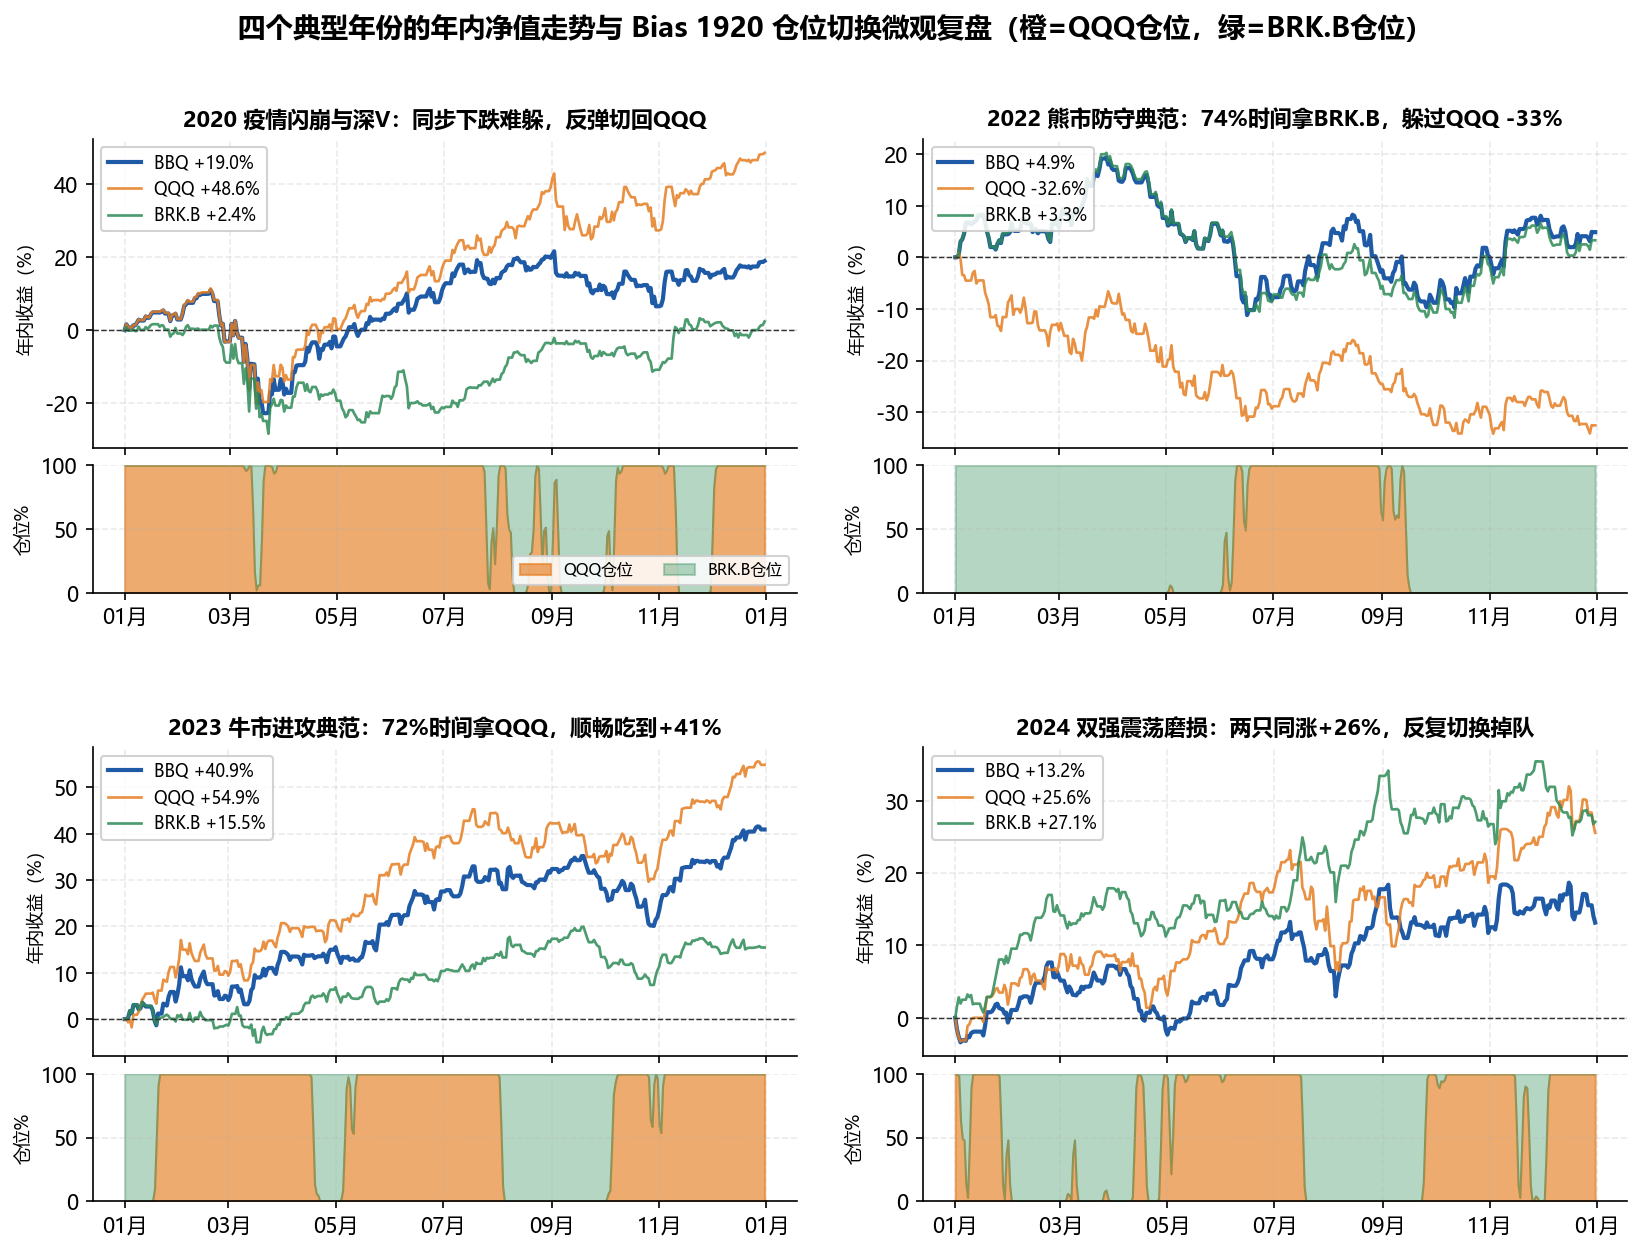 四个典型年份的年内净值走势与 Bias 1920 仓位切换微观复盘（橙=QQQ仓位，绿=BRK.B仓位）
2020 疫情闪崩与深V：同步下跌难躲，反弹切回QQQ
BBQ +19.0%
QQQ +48.6%
BRK.B +2.4%
年内收益（%）
40
20
0
-20
仓位%
100
50
0
QQQ仓位
BRK.B仓位
01月 03月 05月 07月 09月 11月 01月
2022 熊市防守典范：74%时间拿BRK.B，躲过QQQ -33%
BBQ +4.9%
QQQ -32.6%
BRK.B +3.3%
年内收益（%）
20
10
0
-10
-20
-30
仓位%
100
50
0
01月 03月 05月 07月 09月 11月 01月
2023 牛市进攻典范：72%时间拿QQQ，顺畅吃到+41%
BBQ +40.9%
QQQ +54.9%
BRK.B +15.5%
年内收益（%）
50
40
30
20
10
0
仓位%
100
50
0
01月 03月 05月 07月 09月 11月 01月
2024 双强震荡磨损：两只同涨+26%，反复切换掉队
BBQ +13.2%
QQQ +25.6%
BRK.B +27.1%
年内收益（%）
30
20
10
0
仓位%
100
50
0
01月 03月 05月 07月 09月 11月 01月